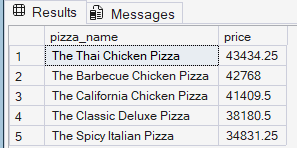 Results Messages
pizza_name price
1 The Thai Chicken Pizza 43434.25
2 The Barbecue Chicken Pizza 42768
3 The California Chicken Pizza 41409.5
4 The Classic Deluxe Pizza 38180.5
5 The Spicy Italian Pizza 34831.25